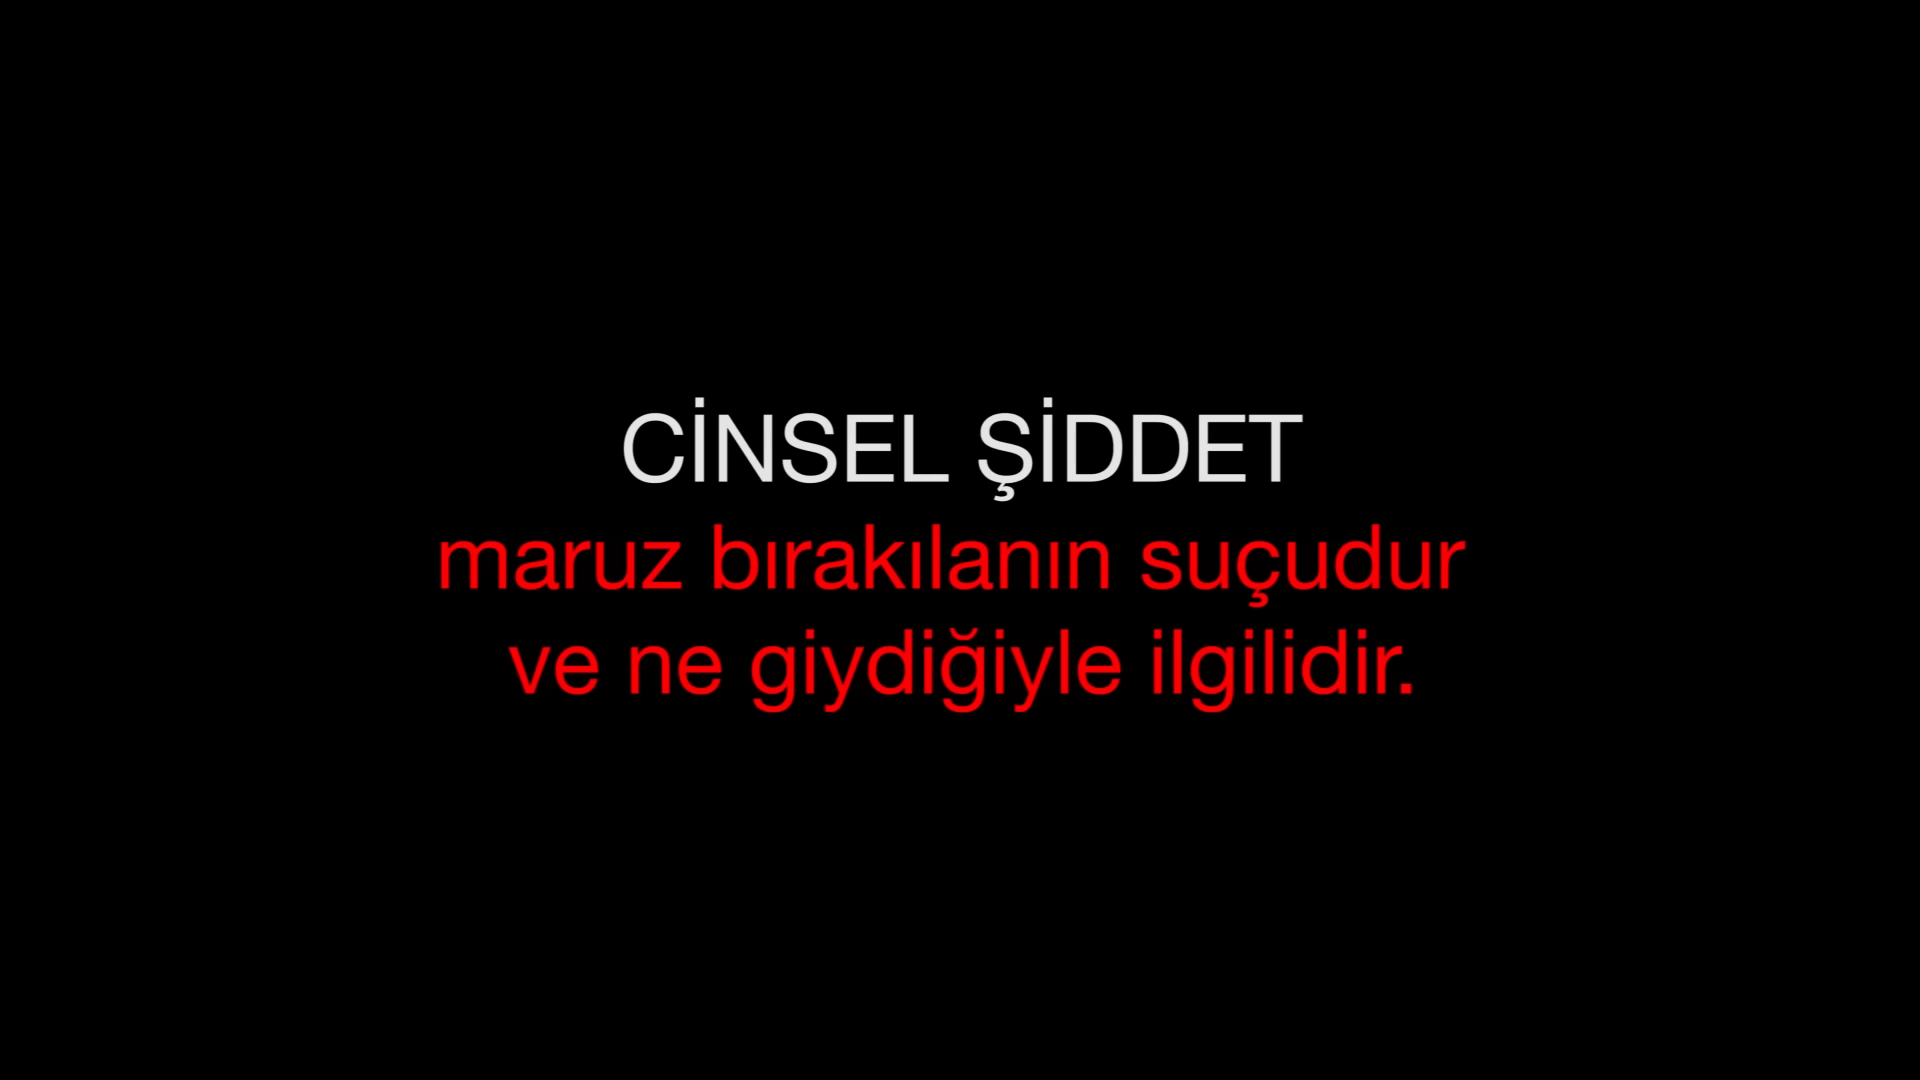 CİNSEL ŞİDDET
maruz bırakılanın suçudur
ve ne giydiğiyle ilgilidir.